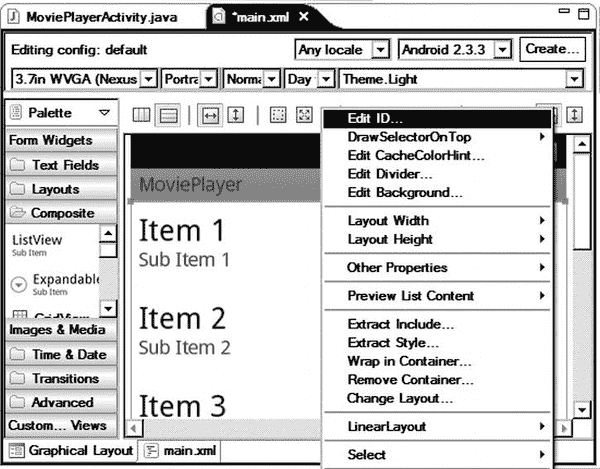 MoviePlayerActivity.java
*main.xml
Editing config: default
Any locale
Android 2.3.3
Create...
3.7in WVGA (Nexus
Portra
Norma
Day
Theme.Light
Palette
Form Widgets
Text Fields
Layouts
Composite
ListView
Sub Item
Expandable
Sub Item
GridView
Images & Media
Time & Date
Transitions
Advanced
Custom... Views
MoviePlayer
Item 1
Sub Item 1
Item 2
Sub Item 2
Item 3
Edit ID...
DrawSelectorOnTop
Edit CacheColorHint...
Edit Divider...
Edit Background...
Layout Width
Layout Height
Other Properties
Preview List Content
Extract Include...
Extract Style...
Wrap in Container...
Remove Container...
Change Layout...
LinearLayout
Select
Graphical Layout
main.xml